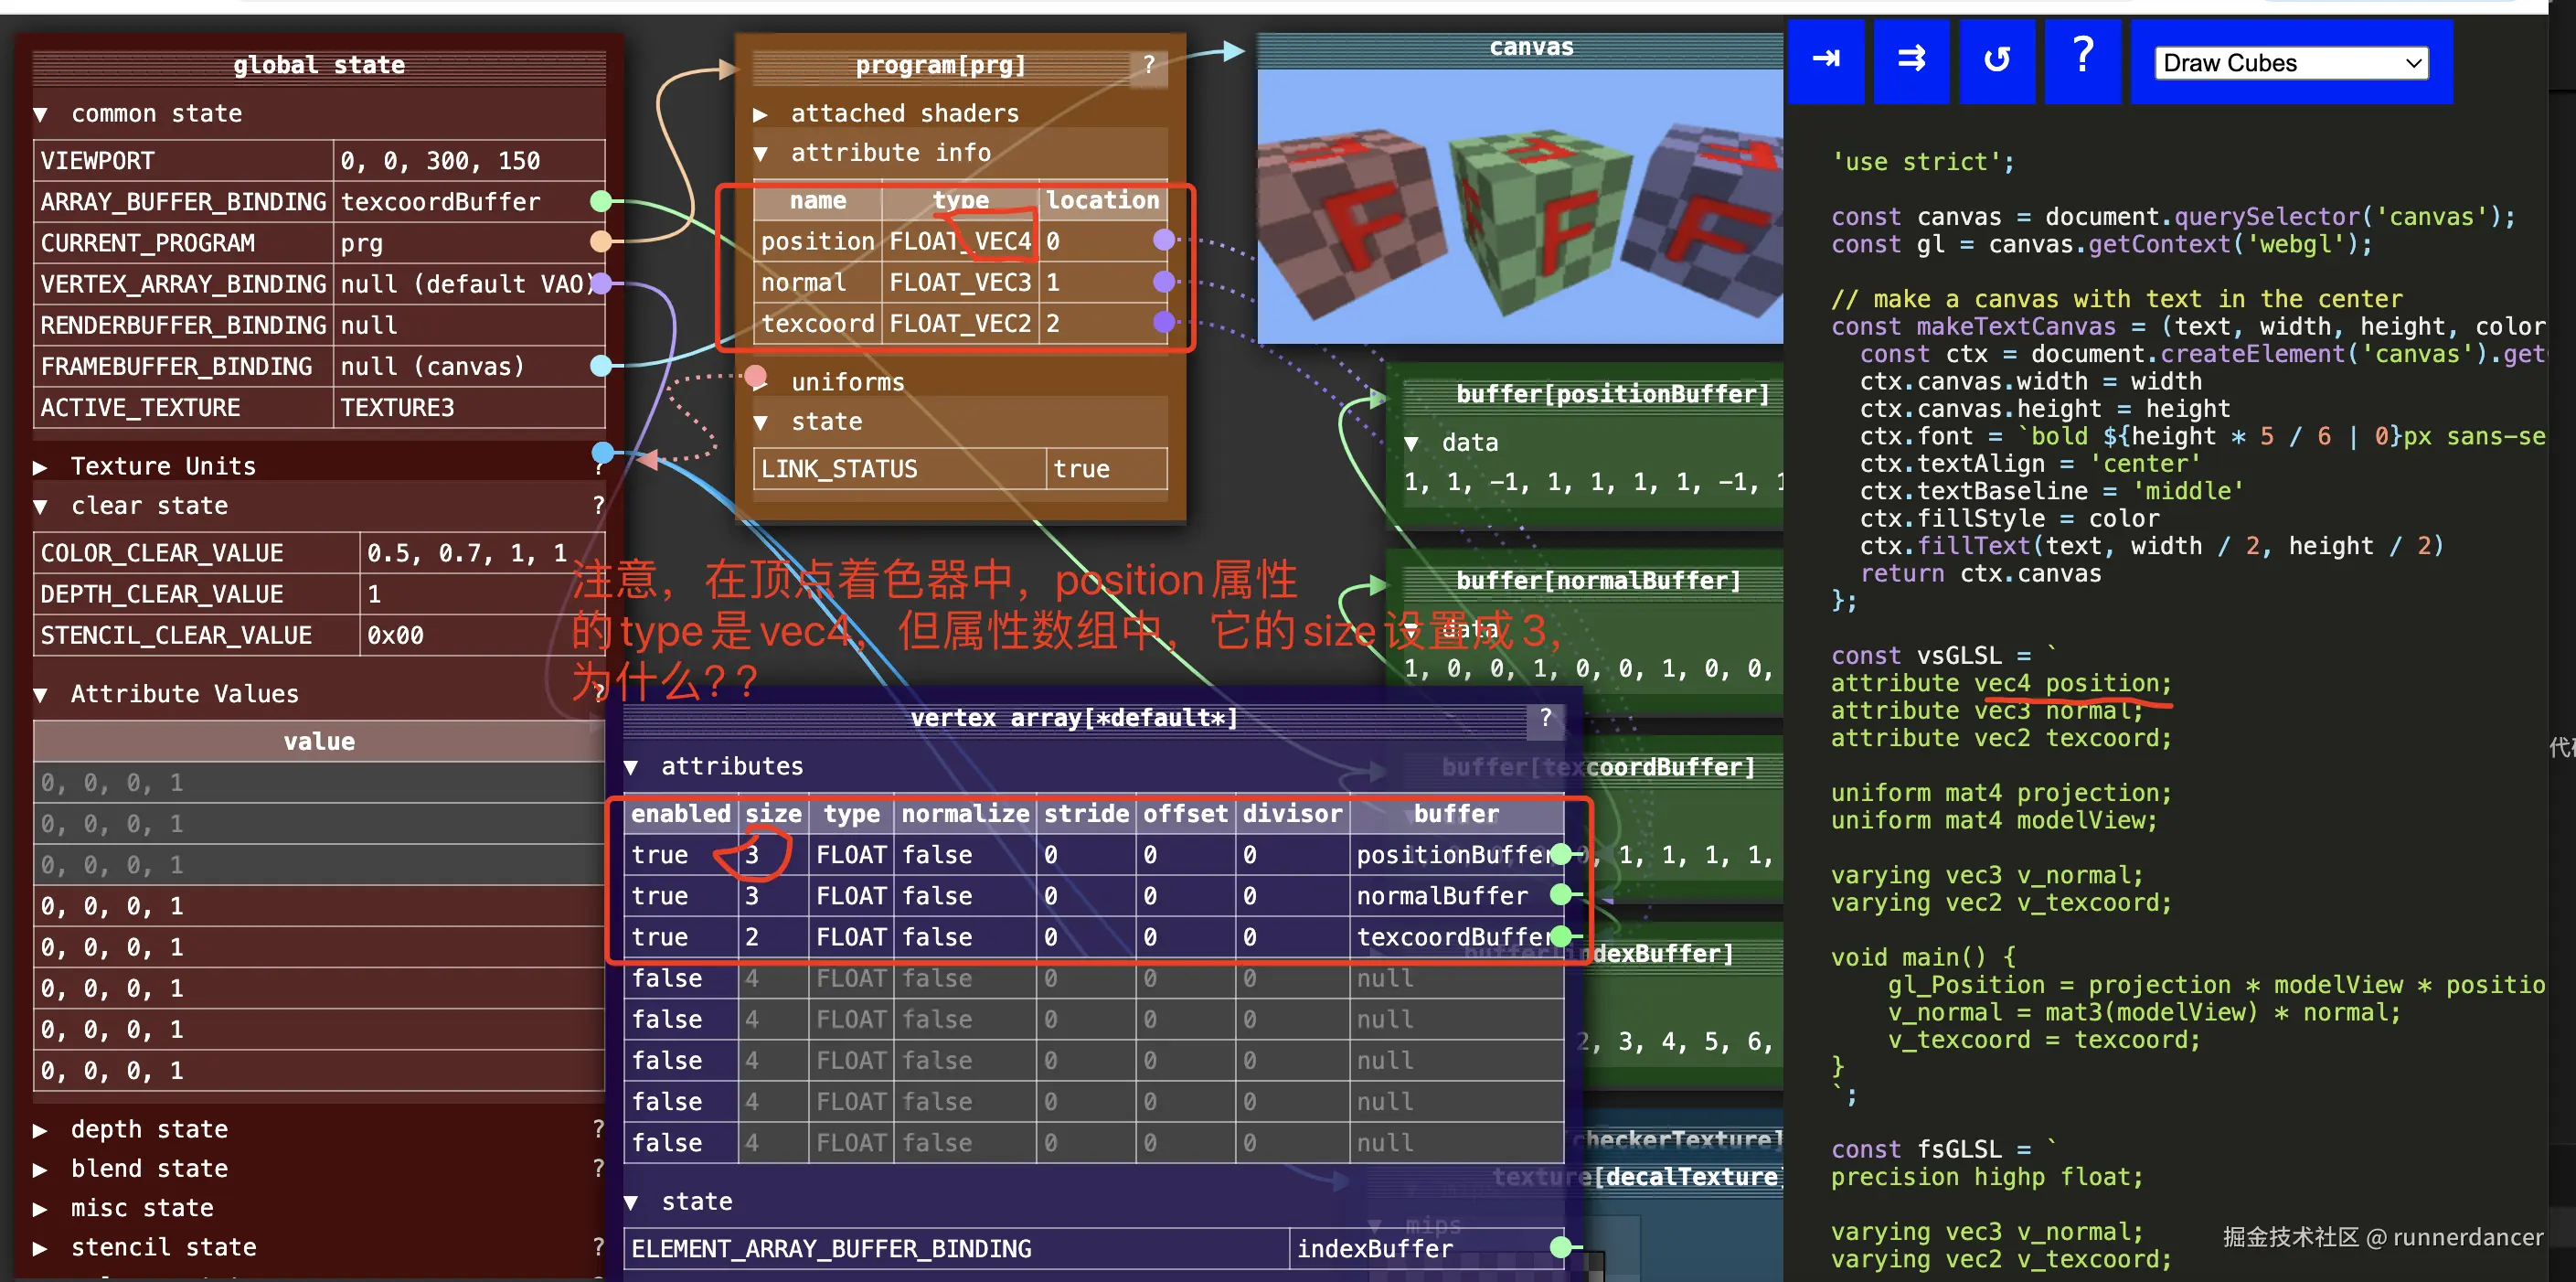 global state
▼ common state
VIEWPORT 0, 0, 300, 150
ARRAY_BUFFER_BINDING texcoordBuffer
CURRENT_PROGRAM prg
VERTEX_ARRAY_BINDING null (default VAO)
RENDERBUFFER_BINDING null
FRAMEBUFFER_BINDING null (canvas)
ACTIVE_TEXTURE TEXTURE3
▶ Texture Units ?
▼ clear state ?
COLOR_CLEAR_VALUE 0.5, 0.7, 1, 1
DEPTH_CLEAR_VALUE 1
STENCIL_CLEAR_VALUE 0x00
▼ Attribute Values ?
value
0, 0, 0, 1
0, 0, 0, 1
0, 0, 0, 1
0, 0, 0, 1
0, 0, 0, 1
0, 0, 0, 1
0, 0, 0, 1
0, 0, 0, 1
▶ depth state ?
▶ blend state ?
▶ misc state
▶ stencil state ?
program[prg] ?
▶ attached shaders
▼ attribute info
name type location
position FLOAT_VEC4 0
normal FLOAT_VEC3 1
texcoord FLOAT_VEC2 2
▶ uniforms
▼ state
LINK_STATUS true
注意，在顶点着色器中，position属性
的type是vec4，但属性数组中，它的size设置成3，
为什么？？
canvas
F F F
buffer[positionBuffer]
▼ data
1, 1, -1, 1, 1, 1, 1, -1, 1
buffer[normalBuffer]
▼ data
1, 0, 0, 1, 0, 0, 1, 0, 0,
buffer[texcoordBuffer]
1, 1, 1, 1,
dexBuffer]
2, 3, 4, 5, 6,
checkerTexture]
texture[decalTexture]
▼ mips
vertex array[*default*] ?
▼ attributes
enabled size type normalize stride offset divisor buffer
true 3 FLOAT false 0 0 0 positionBuffer
true 3 FLOAT false 0 0 0 normalBuffer
true 2 FLOAT false 0 0 0 texcoordBuffer
false 4 FLOAT false 0 0 0 null
false 4 FLOAT false 0 0 0 null
false 4 FLOAT false 0 0 0 null
false 4 FLOAT false 0 0 0 null
false 4 FLOAT false 0 0 0 null
▼ state
ELEMENT_ARRAY_BUFFER_BINDING indexBuffer
⇥ ⇉ ↺ ? Draw Cubes
'use strict';
const canvas = document.querySelector('canvas');
const gl = canvas.getContext('webgl');
// make a canvas with text in the center
const makeTextCanvas = (text, width, height, color
const ctx = document.createElement('canvas').get
ctx.canvas.width = width
ctx.canvas.height = height
ctx.font = `bold ${height * 5 / 6 | 0}px sans-se
ctx.textAlign = 'center'
ctx.textBaseline = 'middle'
ctx.fillStyle = color
ctx.fillText(text, width / 2, height / 2)
return ctx.canvas
};
const vsGLSL = `
attribute vec4 position;
attribute vec3 normal;
attribute vec2 texcoord;
uniform mat4 projection;
uniform mat4 modelView;
varying vec3 v_normal;
varying vec2 v_texcoord;
void main() {
gl_Position = projection * modelView * positio
v_normal = mat3(modelView) * normal;
v_texcoord = texcoord;
}
`;
const fsGLSL = `
precision highp float;
varying vec3 v_normal;
varying vec2 v_texcoord;
掘金技术社区 @ runnerdancer